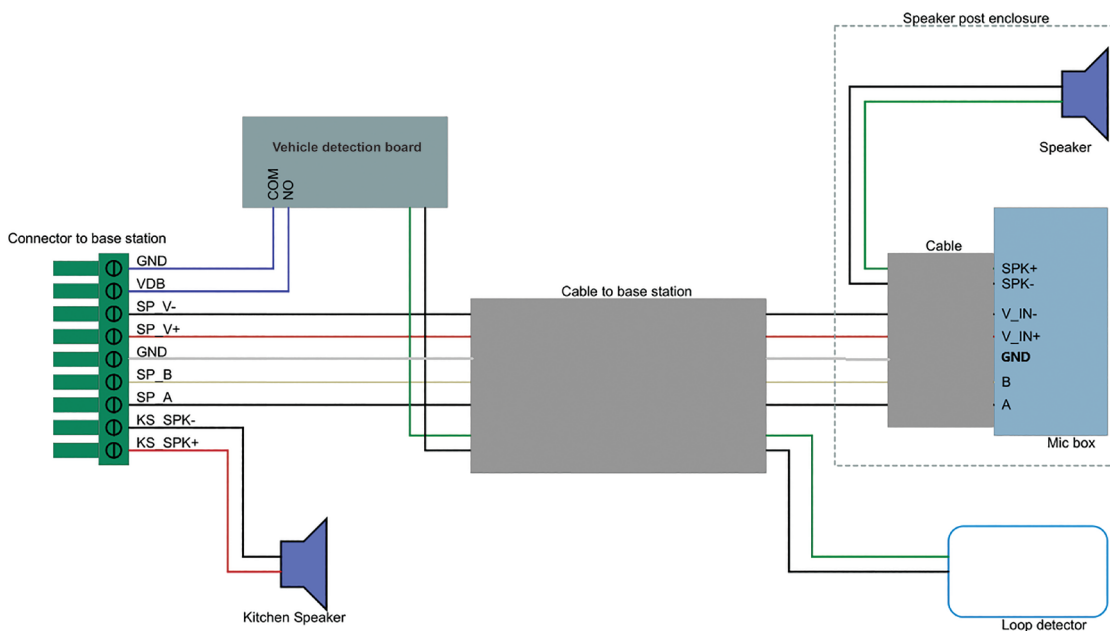 Speaker post enclosure
Speaker
Vehicle detection board
COM
NO
Connector to base station
GND
VDB
SP_V-
SP_V+
GND
SP_B
SP_A
KS_SPK-
KS_SPK+
Cable to base station
Cable
SPK+
SPK-
V_IN-
V_IN+
GND
B
A
Mic box
Kitchen Speaker
Loop detector